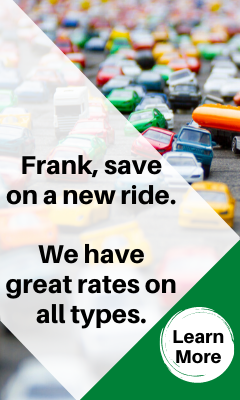 Frank, save
on a new ride.
We have
great rates on
all types.
Learn
More